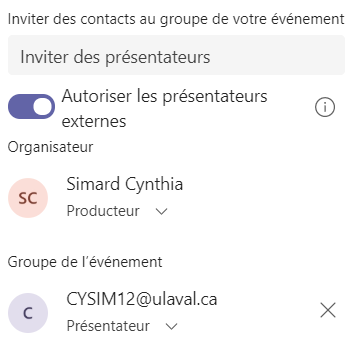 Inviter des contacts au groupe de votre événement
Inviter des présentateurs
Autoriser les présentateurs
externes
Organisateur
SC
Simard Cynthia
Producteur
Groupe de l'événement
C
CYSIM12@ulaval.ca
Présentateur